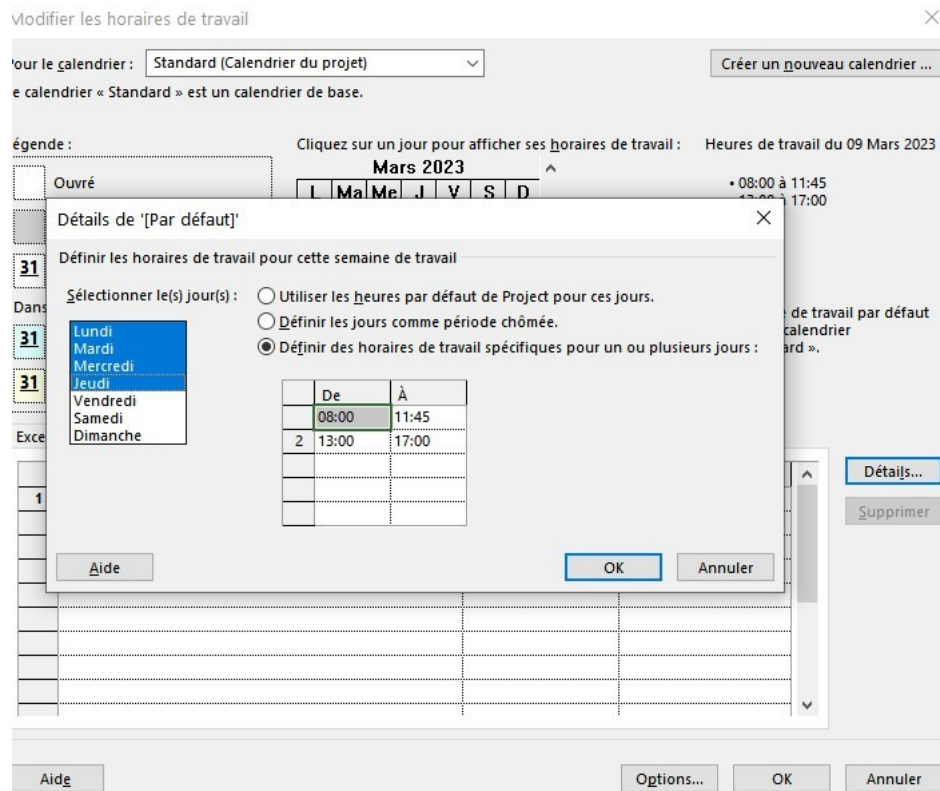 Modifier les horaires de travail
Pour le calendrier : Standard (Calendrier du projet)
Créer un nouveau calendrier ...
e calendrier « Standard » est un calendrier de base.
égende :
Cliquez sur un jour pour afficher ses horaires de travail :
Heures de travail du 09 Mars 2023
Mars 2023
Ouvré
L Ma Me J V S D
• 08:00 à 11:45
13:00 à 17:00
Détails de '[Par défaut]'
Définir les horaires de travail pour cette semaine de travail
31
Sélectionner le(s) jour(s) :
Utiliser les heures par défaut de Project pour ces jours.
Définir les jours comme période chômée.
Définir des horaires de travail spécifiques pour un ou plusieurs jours :
Dans
31
31
Lundi
Mardi
Mercredi
Jeudi
Vendredi
Samedi
Dimanche
De À
08:00 11:45
2 13:00 17:00
de travail par défaut
calendrier
ard ».
Exce
1
Détails...
Supprimer
Aide
OK
Annuler
Aide
Options...
OK
Annuler